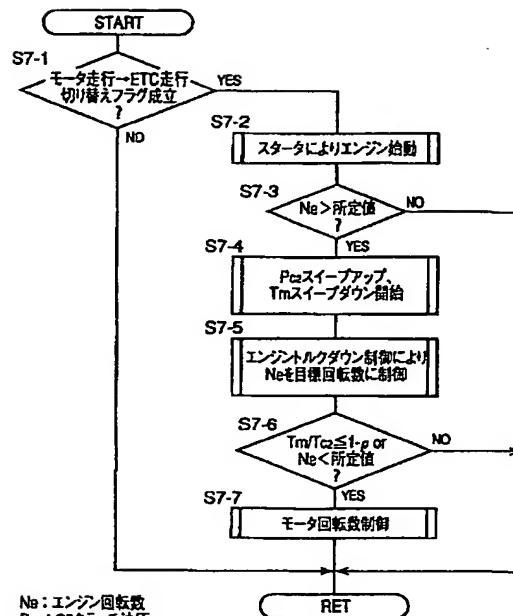 START
S7-1
モータ走行→ETC走行
切り替えフラグ成立
?
YES
NO
S7-2
スタータによりエンジン始動
S7-3
Ne>所定値
?
NO
YES
S7-4
Pc2スイープアップ、
Tmスイープダウン開始
S7-5
エンジントルクダウン制御により
Neを目標回転数に制御
S7-6
Tm/Tc2≦1-ρ or
Ne<所定値
?
NO
YES
S7-7
モータ回転数制御
RET
Ne:エンジン回転数